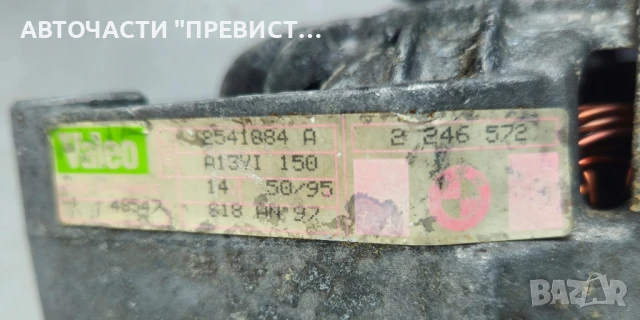 АВТОЧАСТИ "ПРЕВИСТ...
Valeo
2541884 A
2 246 572
A13VI 150
14 50/95
48547
618 AN 97
BAZAR